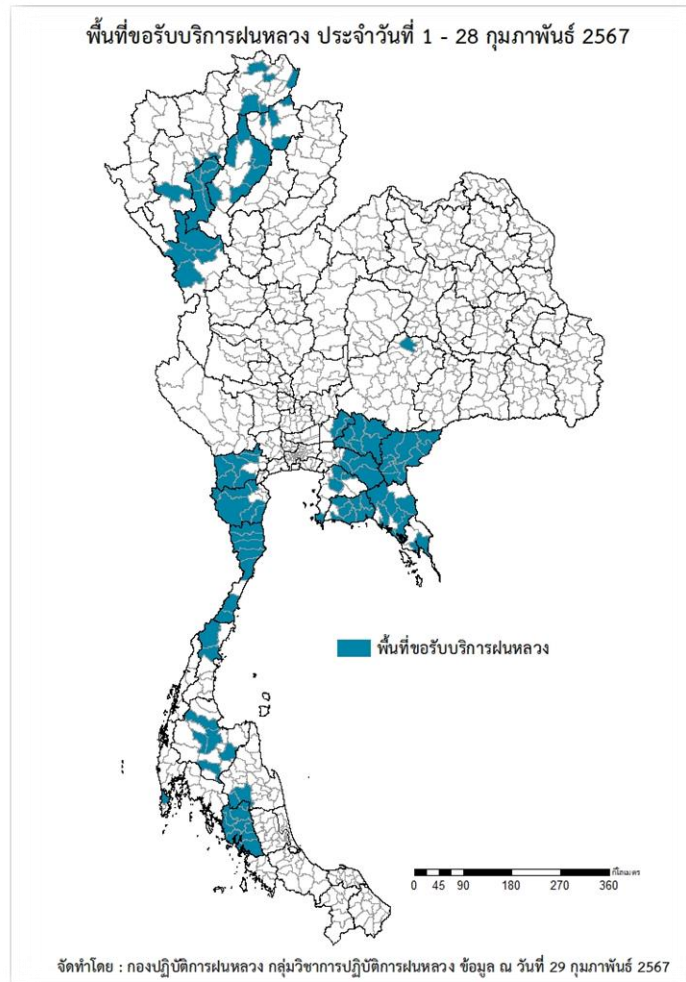 พื้นที่ขอรับบริการฝนหลวง ประจำวันที่ 1 - 28 กุมภาพันธ์ 2567
พื้นที่ขอรับบริการฝนหลวง
กิโลเมตร
0 45 90 180 270 360
จัดทำโดย : กองปฏิบัติการฝนหลวง กลุ่มวิชาการปฏิบัติการฝนหลวง ข้อมูล ณ วันที่ 29 กุมภาพันธ์ 2567